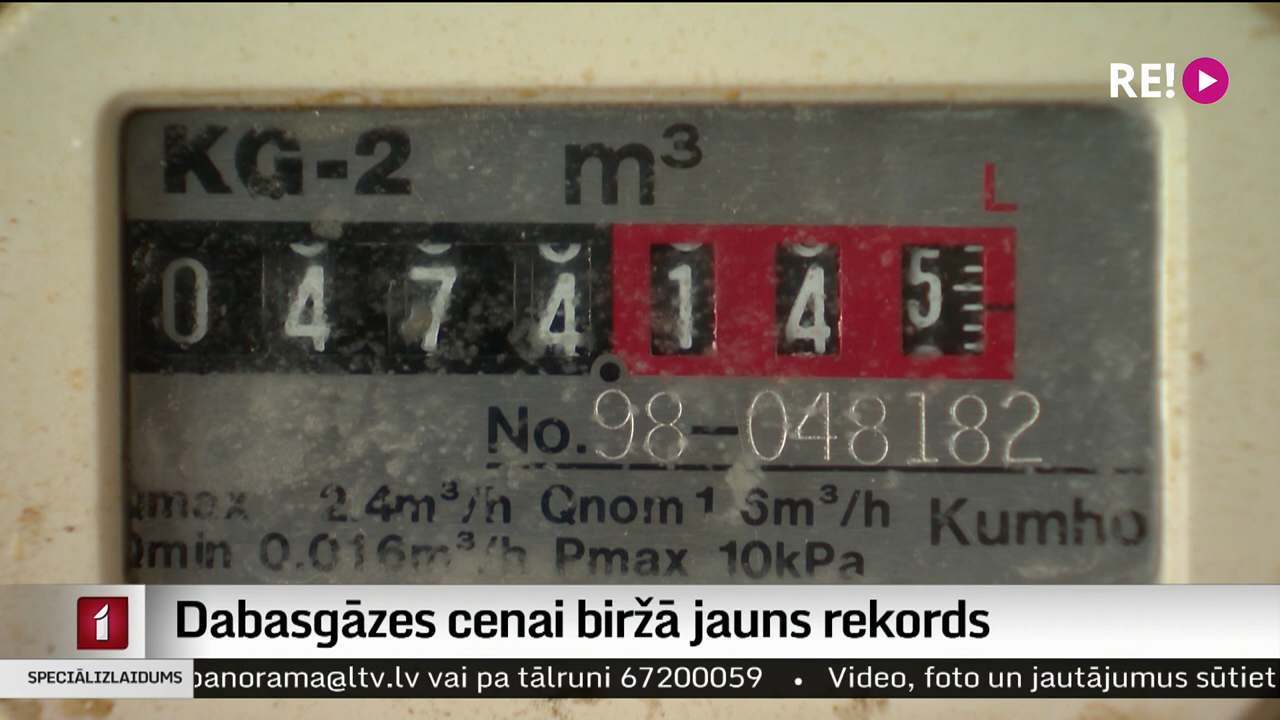 RE!
KG-2 m³
L
0 4 7 4 1 4 5
No. 98-048182
Qmax 2.4m³/h Qnom 1.6m³/h
Qmin 0.016m³/h Pmax 10kPa
Kumho
1 Dabasgāzes cenai biržā jauns rekords
SPECIĀLIZLAIDUMS panorama@ltv.lv vai pa tālruni 67200059 • Video, foto un jautājumus sūtiet